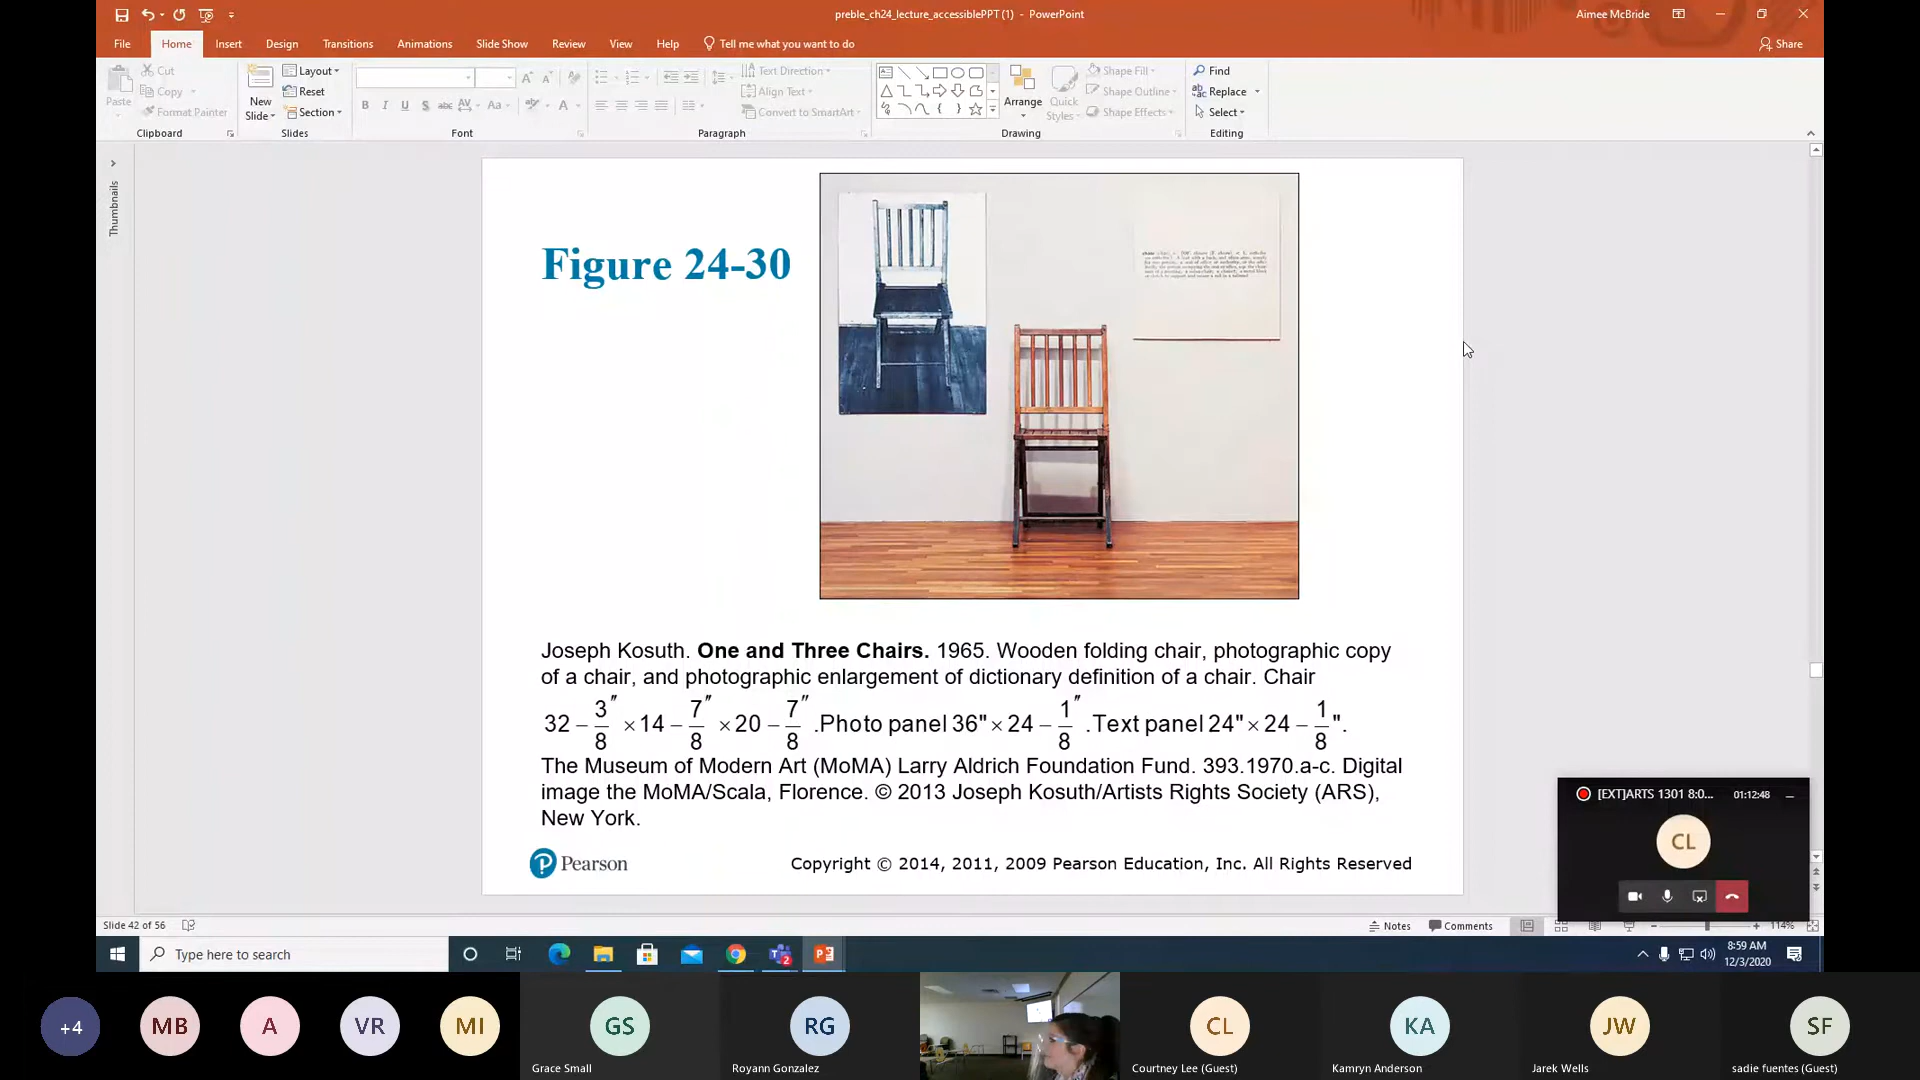 preble_ch24_lecture_accessiblePPT (1) - PowerPoint
Aimee McBride
File Home Insert Design Transitions Animations Slide Show Review View Help Tell me what you want to do
Share
Paste
Cut
Copy
Format Painter
Clipboard
New Slide
Layout
Reset
Section
Slides
B I U S abc AV Aa A
Font
Text Direction
Align Text
Convert to SmartArt
Paragraph
Arrange
Quick Styles
Shape Fill
Shape Outline
Shape Effects
Drawing
Find
Replace
Select
Editing
Thumbnails
Figure 24-30
Joseph Kosuth. One and Three Chairs. 1965. Wooden folding chair, photographic copy
of a chair, and photographic enlargement of dictionary definition of a chair. Chair
32 − 3/8″ × 14 − 7/8″ × 20 − 7/8″ .Photo panel 36" × 24 − 1/8″ .Text panel 24" × 24 − 1/8".
The Museum of Modern Art (MoMA) Larry Aldrich Foundation Fund. 393.1970.a-c. Digital
image the MoMA/Scala, Florence. © 2013 Joseph Kosuth/Artists Rights Society (ARS),
New York.
Pearson
Copyright © 2014, 2011, 2009 Pearson Education, Inc. All Rights Reserved
[EXT]ARTS 1301 8:0... 01:12:48
CL
Slide 42 of 56
Notes
Comments
114%
Type here to search
2
8:59 AM
12/3/2020
+4
MB
A
VR
MI
GS
Grace Small
RG
Royann Gonzalez
CL
Courtney Lee (Guest)
KA
Kamryn Anderson
JW
Jarek Wells
SF
sadie fuentes (Guest)